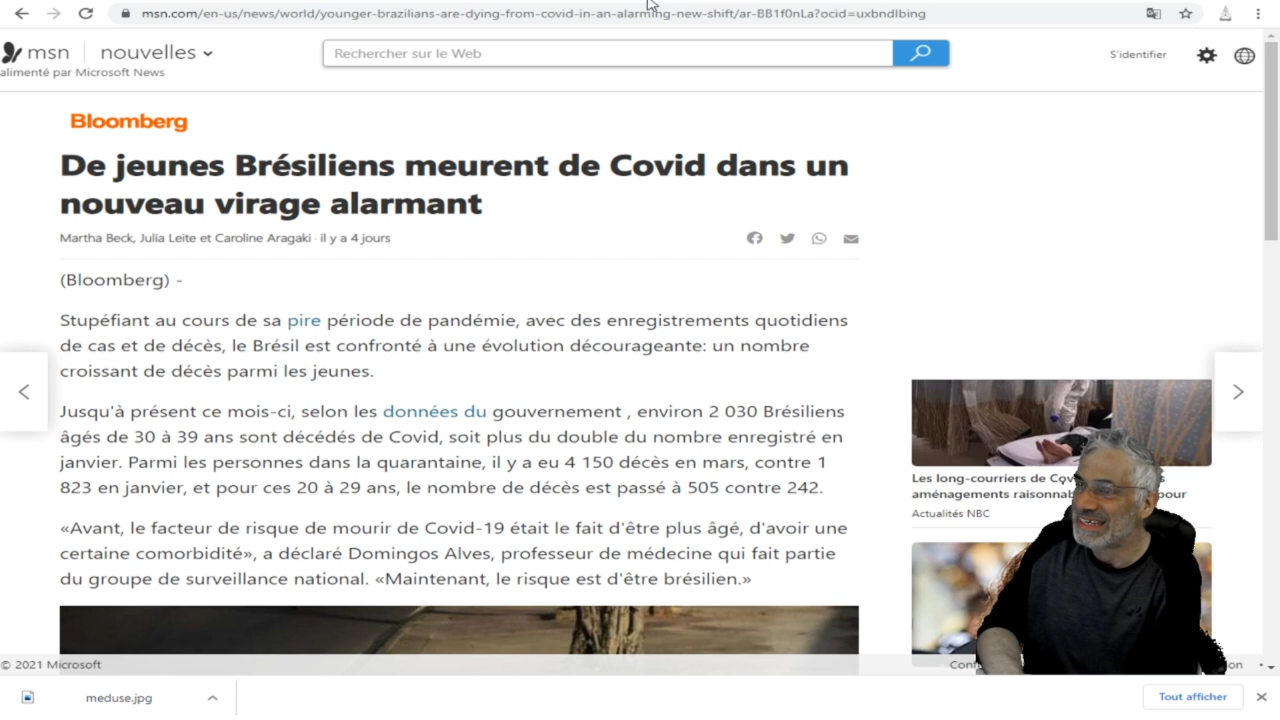 msn.com/en-us/news/world/younger-brazilians-are-dying-from-covid-in-an-alarming-new-shift/ar-BB1f0nLa?ocid=uxbndlbing
msn nouvelles
alimenté par Microsoft News
Rechercher sur le Web
S'identifier
Bloomberg
De jeunes Brésiliens meurent de Covid dans un
nouveau virage alarmant
Martha Beck, Julia Leite et Caroline Aragaki · il y a 4 jours
(Bloomberg) -
Stupéfiant au cours de sa pire période de pandémie, avec des enregistrements quotidiens
de cas et de décès, le Brésil est confronté à une évolution décourageante: un nombre
croissant de décès parmi les jeunes.
Jusqu'à présent ce mois-ci, selon les données du gouvernement , environ 2 030 Brésiliens
âgés de 30 à 39 ans sont décédés de Covid, soit plus du double du nombre enregistré en
janvier. Parmi les personnes dans la quarantaine, il y a eu 4 150 décès en mars, contre 1
823 en janvier, et pour ces 20 à 29 ans, le nombre de décès est passé à 505 contre 242.
«Avant, le facteur de risque de mourir de Covid-19 était le fait d'être plus âgé, d'avoir une
certaine comorbidité», a déclaré Domingos Alves, professeur de médecine qui fait partie
du groupe de surveillance national. «Maintenant, le risque est d'être brésilien.»
Les long-courriers de
aménagements pour
Actualités NBC
© 2021 Microsoft
meduse.jpg
Tout afficher